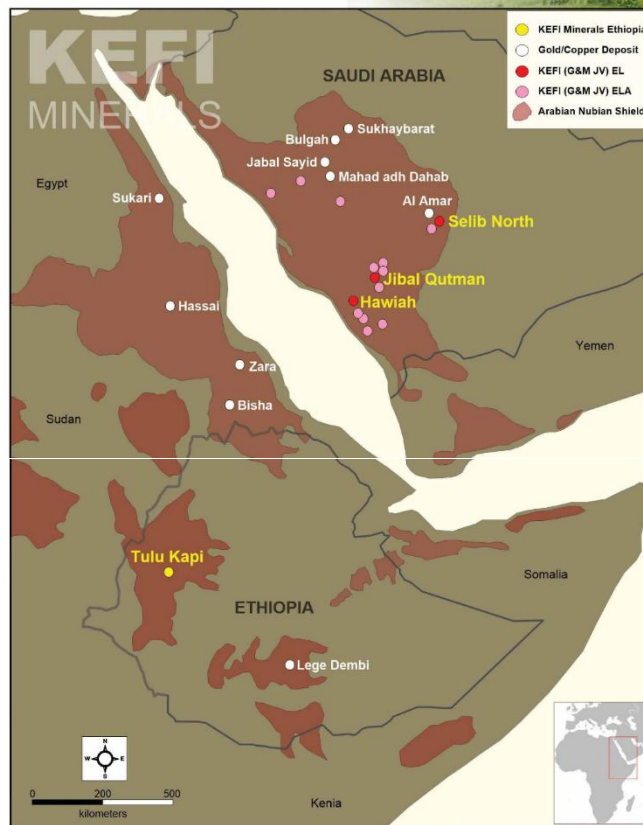 KEFI
MINERALS
KEFI Minerals Ethiopia
Gold/Copper Deposit
KEFI (G&M JV) EL
KEFI (G&M JV) ELA
Arabian Nubian Shield
SAUDI ARABIA
Sukhaybarat
Bulgah
Jabal Sayid
Mahad adh Dahab
Egypt
Sukari
Al Amar
Selib North
Jibal Qutman
Hawiah
Hassai
Yemen
Zara
Bisha
Sudan
Tulu Kapi
Somalia
ETHIOPIA
Lege Dembi
N
W
E
S
0
200
500
kilometers
Kenia